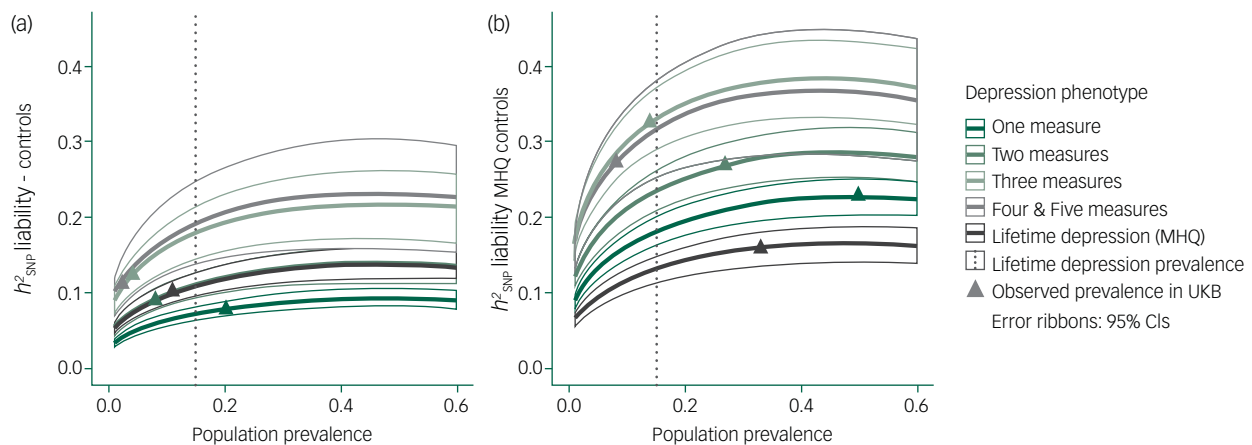 (a)
h²SNP liability - controls
0.4
0.3
0.2
0.1
0.0
0.0 0.2 0.4 0.6
Population prevalence
(b)
h²SNP liability MHQ controls
0.4
0.3
0.2
0.1
0.0
0.0 0.2 0.4 0.6
Population prevalence
Depression phenotype
One measure
Two measures
Three measures
Four & Five measures
Lifetime depression (MHQ)
Lifetime depression prevalence
Observed prevalence in UKB
Error ribbons: 95% CIs